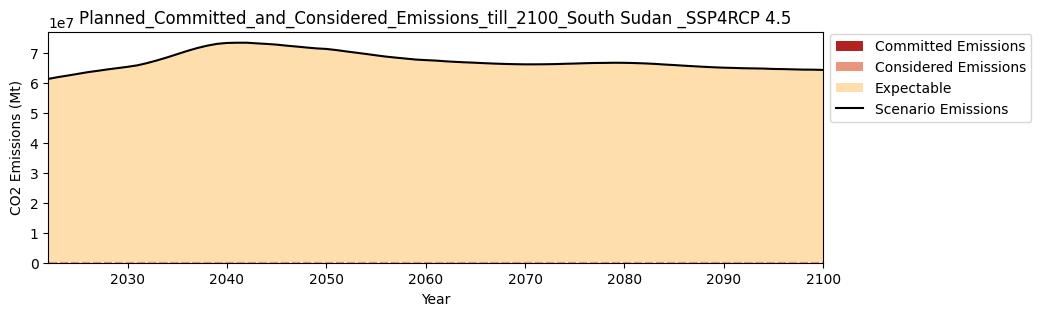 Planned_Committed_and_Considered_Emissions_till_2100_South Sudan _SSP4RCP 4.5
1e7
7
6
5
4
3
2
1
0
CO2 Emissions (Mt)
2030 2040 2050 2060 2070 2080 2090 2100
Year
Committed Emissions
Considered Emissions
Expectable
Scenario Emissions